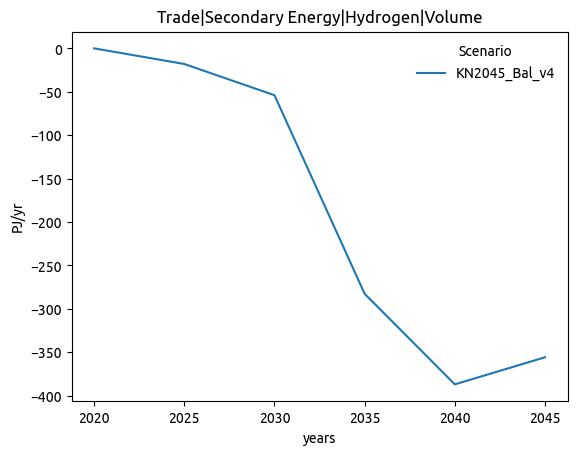 Trade|Secondary Energy|Hydrogen|Volume
Scenario
KN2045_Bal_v4
PJ/yr
0
−50
−100
−150
−200
−250
−300
−350
−400
2020 2025 2030 2035 2040 2045
years